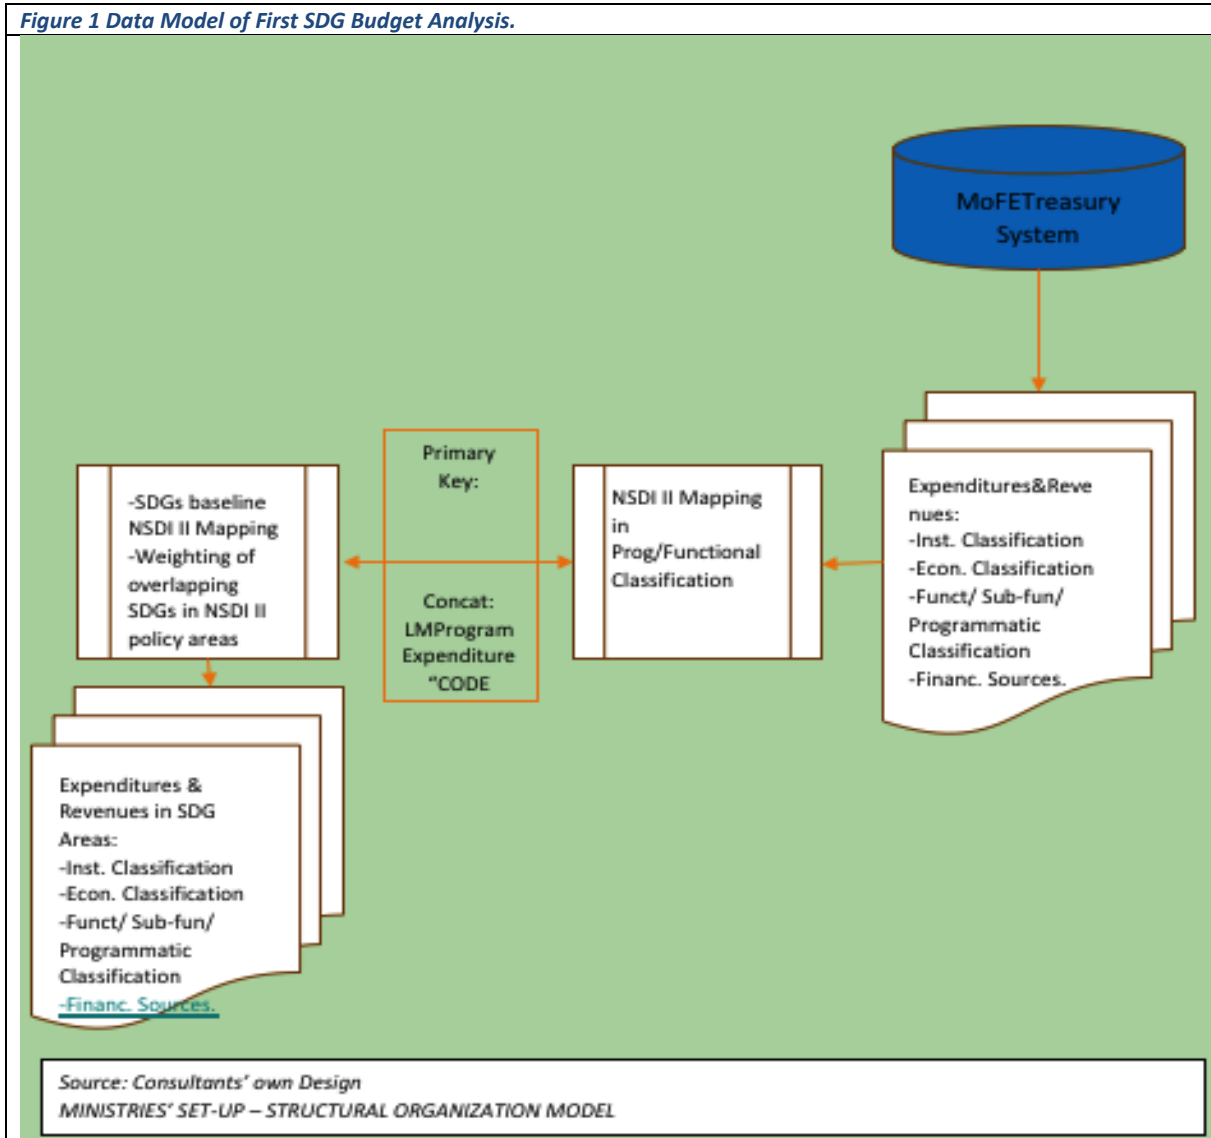 Figure 1 Data Model of First SDG Budget Analysis.
MoFETreasury
System
Primary
Key:
Concat:
LMProgram
Expenditure
"CODE
-SDGs baseline
NSDI II Mapping
-Weighting of
overlapping
SDGs in NSDI II
policy areas
NSDI II Mapping
in
Prog/Functional
Classification
Expenditures&Reve
nues:
-Inst. Classification
-Econ. Classification
-Funct/ Sub-fun/
Programmatic
Classification
-Financ. Sources.
Expenditures &
Revenues in SDG
Areas:
-Inst. Classification
-Econ. Classification
-Funct/ Sub-fun/
Programmatic
Classification
-Financ. Sources.
Source: Consultants' own Design
MINISTRIES' SET-UP – STRUCTURAL ORGANIZATION MODEL